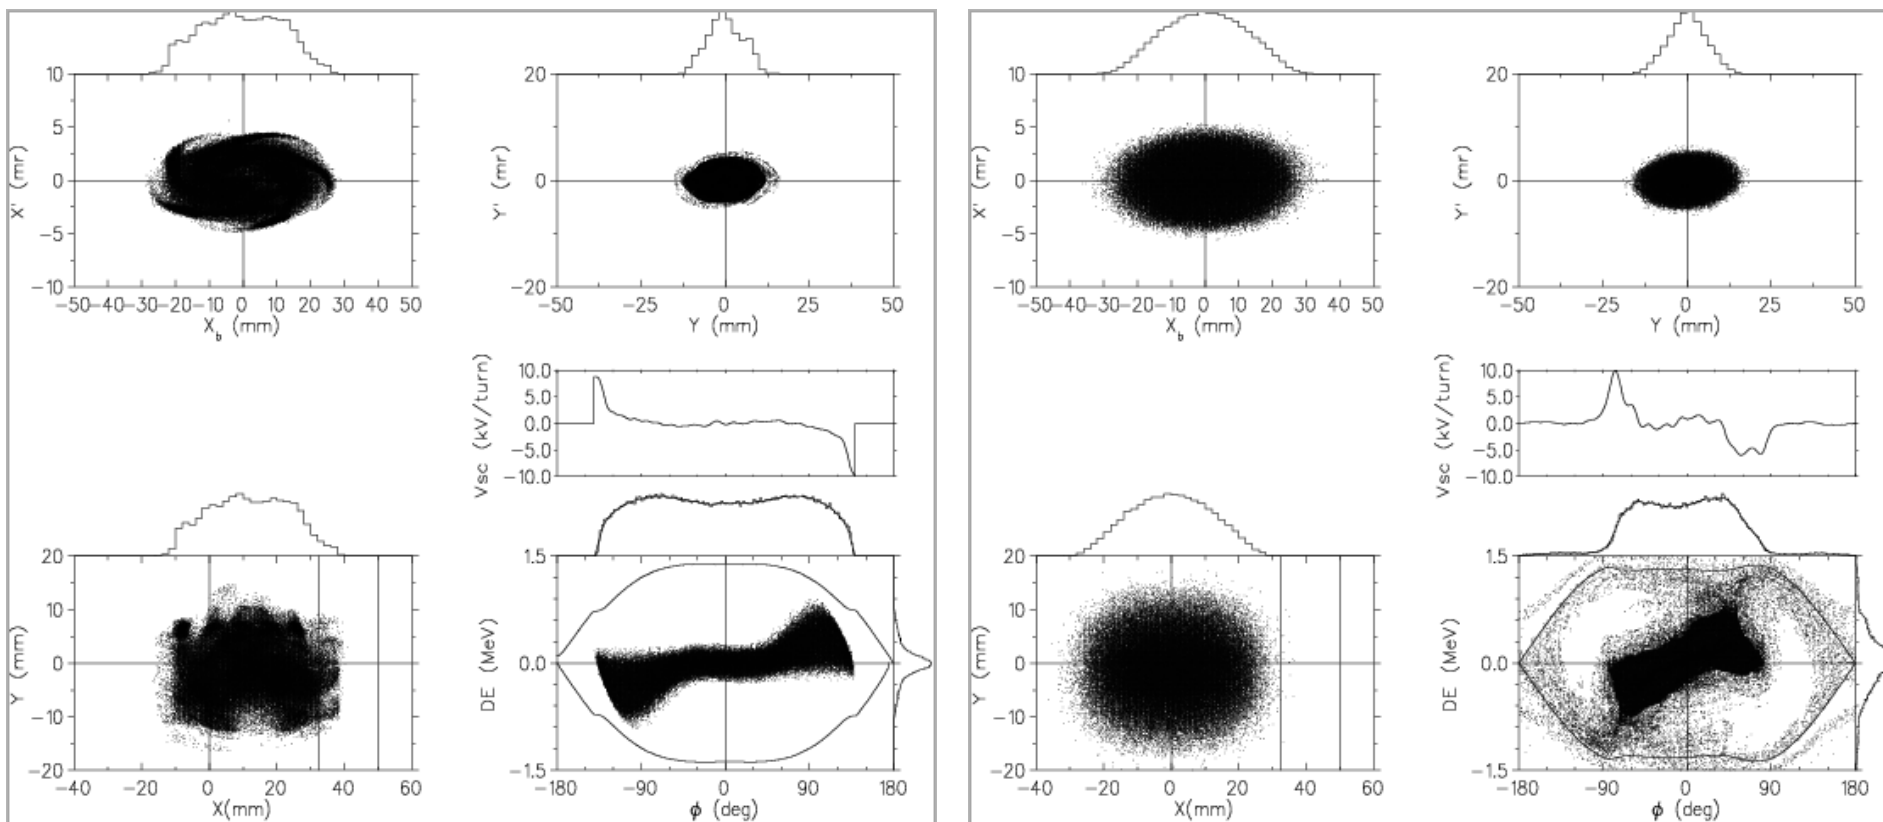 10
5
0
−5
−10
X' (mr)
−50−40−30−20−10 0 10 20 30 40 50
X_b (mm)
20
0
−20
Y' (mr)
−50 −25 0 25 50
Y (mm)
10.0
5.0
0.0
−5.0
−10.0
Vsc (kV/turn)
20
10
0
−10
−20
Y (mm)
−40 −20 0 20 40 60
X(mm)
1.5
0.0
−1.5
DE (MeV)
−180 −90 0 90 180
ϕ (deg)
10
5
0
−5
−10
X' (mr)
−50−40−30−20−10 0 10 20 30 40 50
X_b (mm)
20
0
−20
Y' (mr)
−50 −25 0 25 50
Y (mm)
10.0
5.0
0.0
−5.0
−10.0
Vsc (kV/turn)
20
10
0
−10
−20
Y (mm)
−40 −20 0 20 40 60
X(mm)
1.5
0.0
−1.5
DE (MeV)
−180 −90 0 90 180
ϕ (deg)